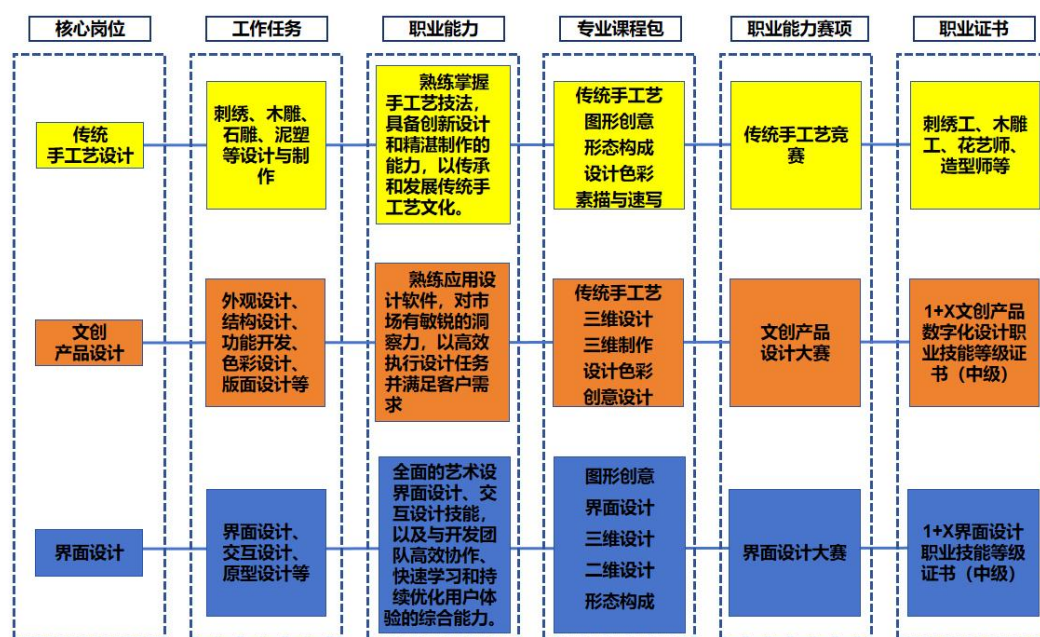 核心岗位
工作任务
职业能力
专业课程包
职业能力赛项
职业证书
传统
手工艺设计
刺绣、木雕、
石雕、泥塑
等设计与制
作
熟练掌握
手工艺技法，
具备创新设计
和精湛制作的
能力，以传承
和发展传统手
工艺文化。
传统手工艺
图形创意
形态构成
设计色彩
素描与速写
传统手工艺竞
赛
刺绣工、木雕
工、花艺师、
造型师等
文创
产品设计
外观设计、
结构设计、
功能开发、
色彩设计、
版面设计等
熟练应用设
计软件，对市
场有敏锐的洞
察力，以高效
执行设计任务
并满足客户需
求
传统手工艺
三维设计
三维制作
设计色彩
创意设计
文创产品
设计大赛
1+X文创产品
数字化设计职
业技能等级证
书（中级）
界面设计
界面设计、
交互设计、
原型设计等
全面的艺术设
界面设计、交
互设计技能，
以及与开发团
队高效协作、
快速学习和持
续优化用户体
验的综合能力。
图形创意
界面设计
三维设计
二维设计
形态构成
界面设计大赛
1+X界面设计
职业技能等级
证书（中级）